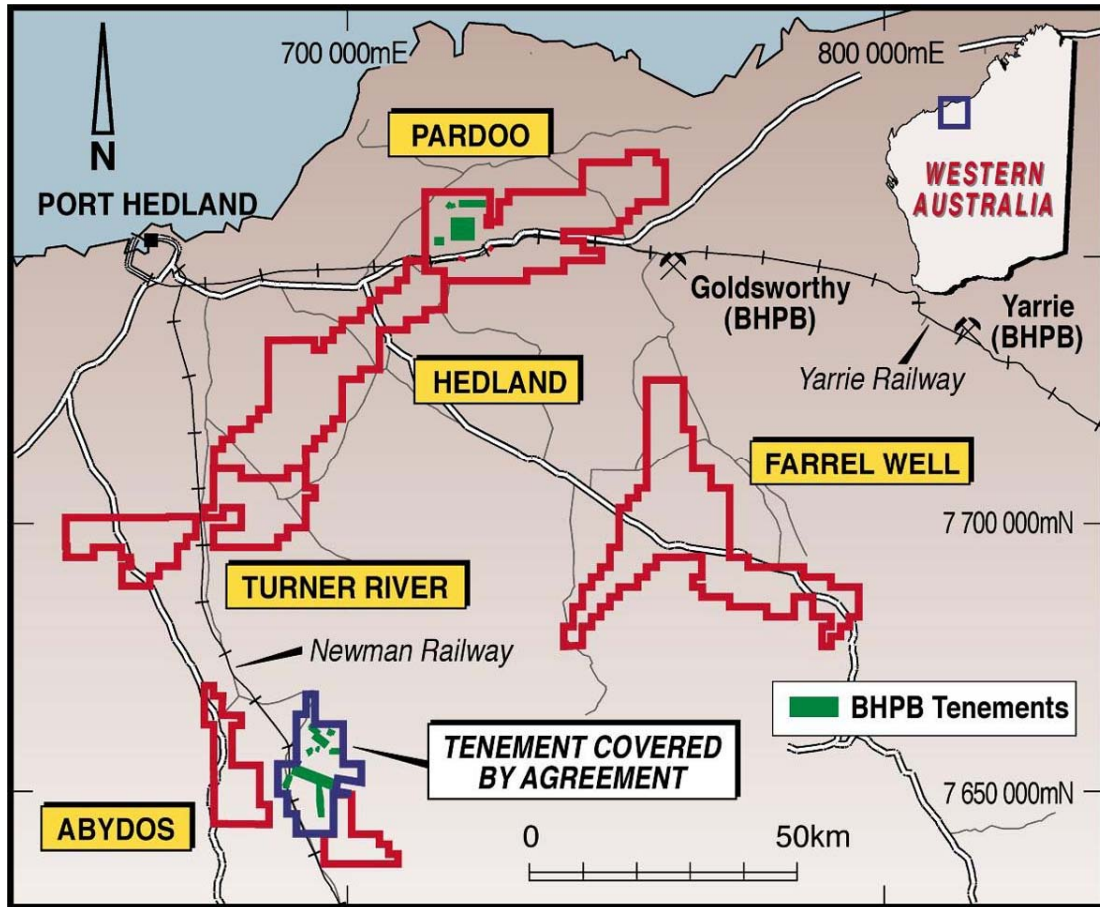 700 000mE
800 000mE
N
PARDOO
WESTERN
AUSTRALIA
PORT HEDLAND
Goldsworthy
(BHPB)
Yarrie
(BHPB)
Yarrie Railway
HEDLAND
FARREL WELL
7 700 000mN
TURNER RIVER
Newman Railway
BHPB Tenements
TENEMENT COVERED
BY AGREEMENT
7 650 000mN
ABYDOS
0
50km